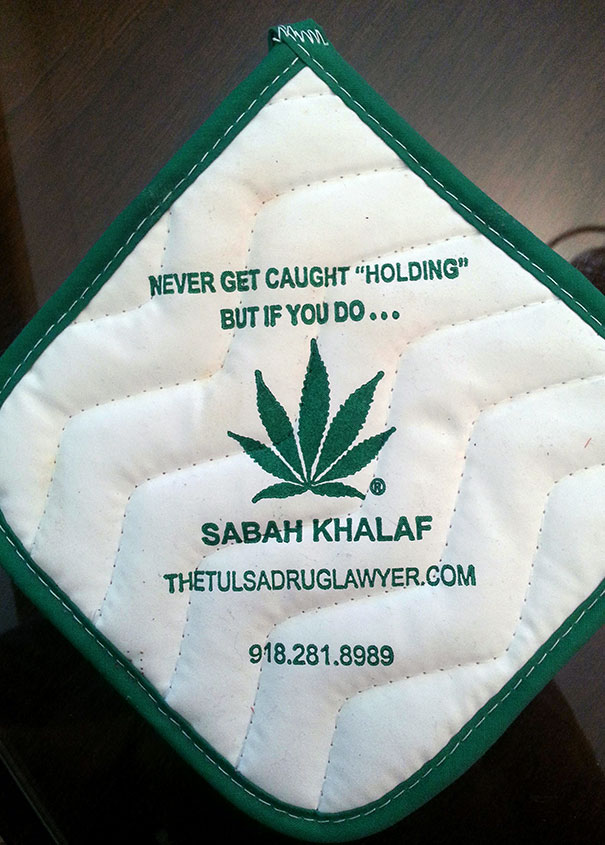 NEVER GET CAUGHT “HOLDING”
BUT IF YOU DO...
®
SABAH KHALAF
THETULSADRUGLAWYER.COM
918.281.8989